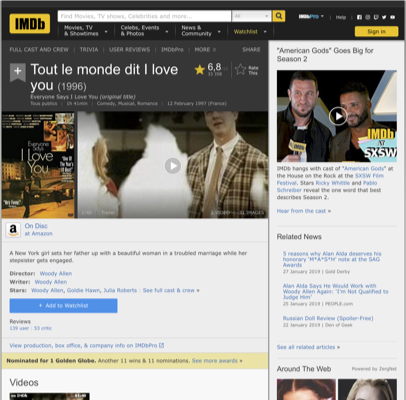 IMDb
Find Movies, TV shows, Celebrities and more...
All
IMDbPro
Help
Movies, TV
& Showtimes
Celebs, Events
& Photos
News &
Community
Watchlist
Sign in
FULL CAST AND CREW | TRIVIA | USER REVIEWS | IMDbPro | MORE
SHARE
Tout le monde dit I love
you (1996)
Everyone Says I Love You (original title)
Tous publics | 1h 41min | Comedy, Musical, Romance | 12 February 1997 (France)
6,8
Rate
This
Everyone
Says
I Love
You
On Disc
at Amazon
A New York girl sets her father up with a beautiful woman in a troubled marriage while her
stepsister gets engaged.
Director: Woody Allen
Writer: Woody Allen
Stars: Woody Allen, Goldie Hawn, Julia Roberts | See full cast & crew »
+ Add to Watchlist
Reviews
139 user | 53 critic
View production, box office, & company info on IMDbPro
Nominated for 1 Golden Globe. Another 11 wins & 11 nominations. See more awards »
Videos
"American Gods" Goes Big for
Season 2
IMDb
at
SXSW
IMDb hangs with cast of "American Gods" at
the House on the Rock at the SXSW Film
Festival. Stars Ricky Whittle and Pablo
Schreiber reveal the one word that best
describes Season 2.
Hear from the cast »
Related News
5 reasons why Alan Alda deserves his
honorary 'M*A*S*H' note at the SAG
Awards
27 January 2019 | Gold Derby
Alan Alda Says He Would Work with
Woody Allen Again: 'I'm Not Qualified to
Judge Him'
25 January 2019 | PEOPLE.com
Russian Doll Review (Spoiler-Free)
22 January 2019 | Den of Geek
See all related articles »
Around The Web
Powered by ZergNet